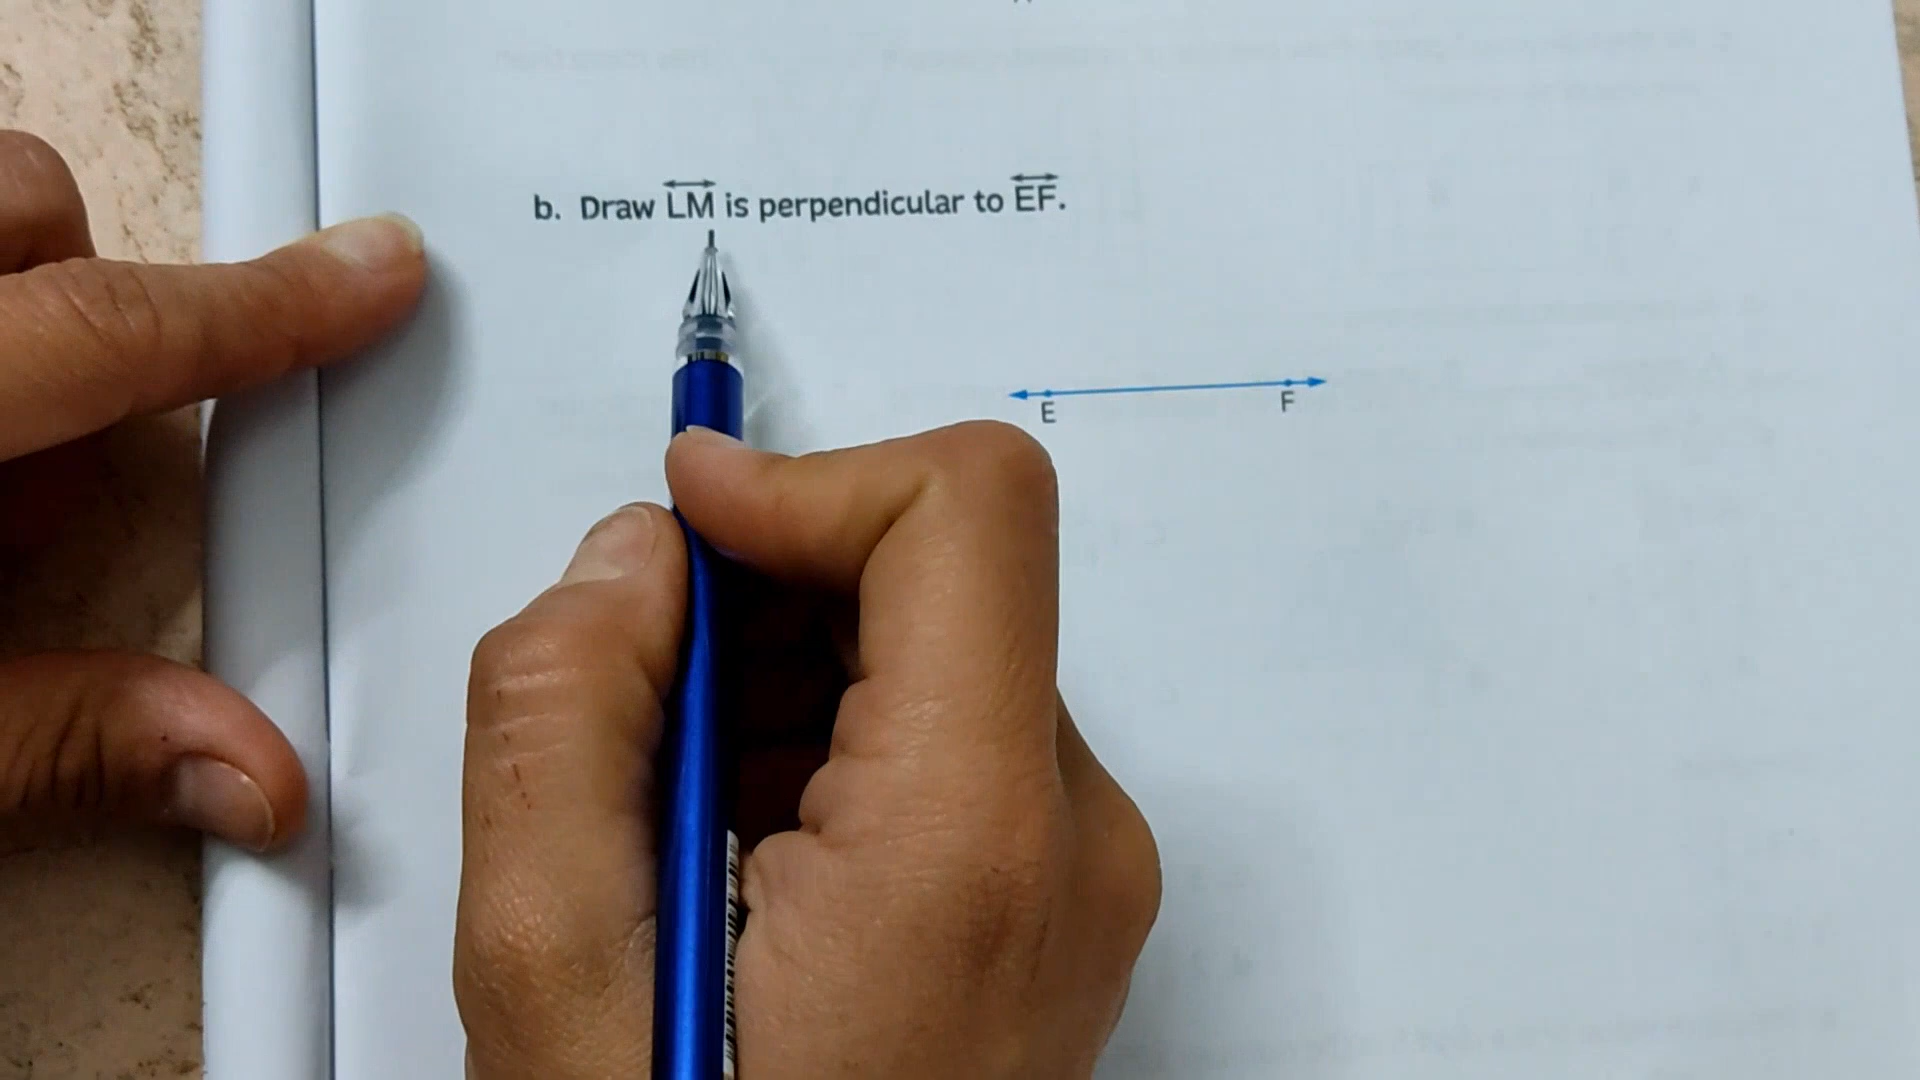 b. Draw LM is perpendicular to EF.
E F